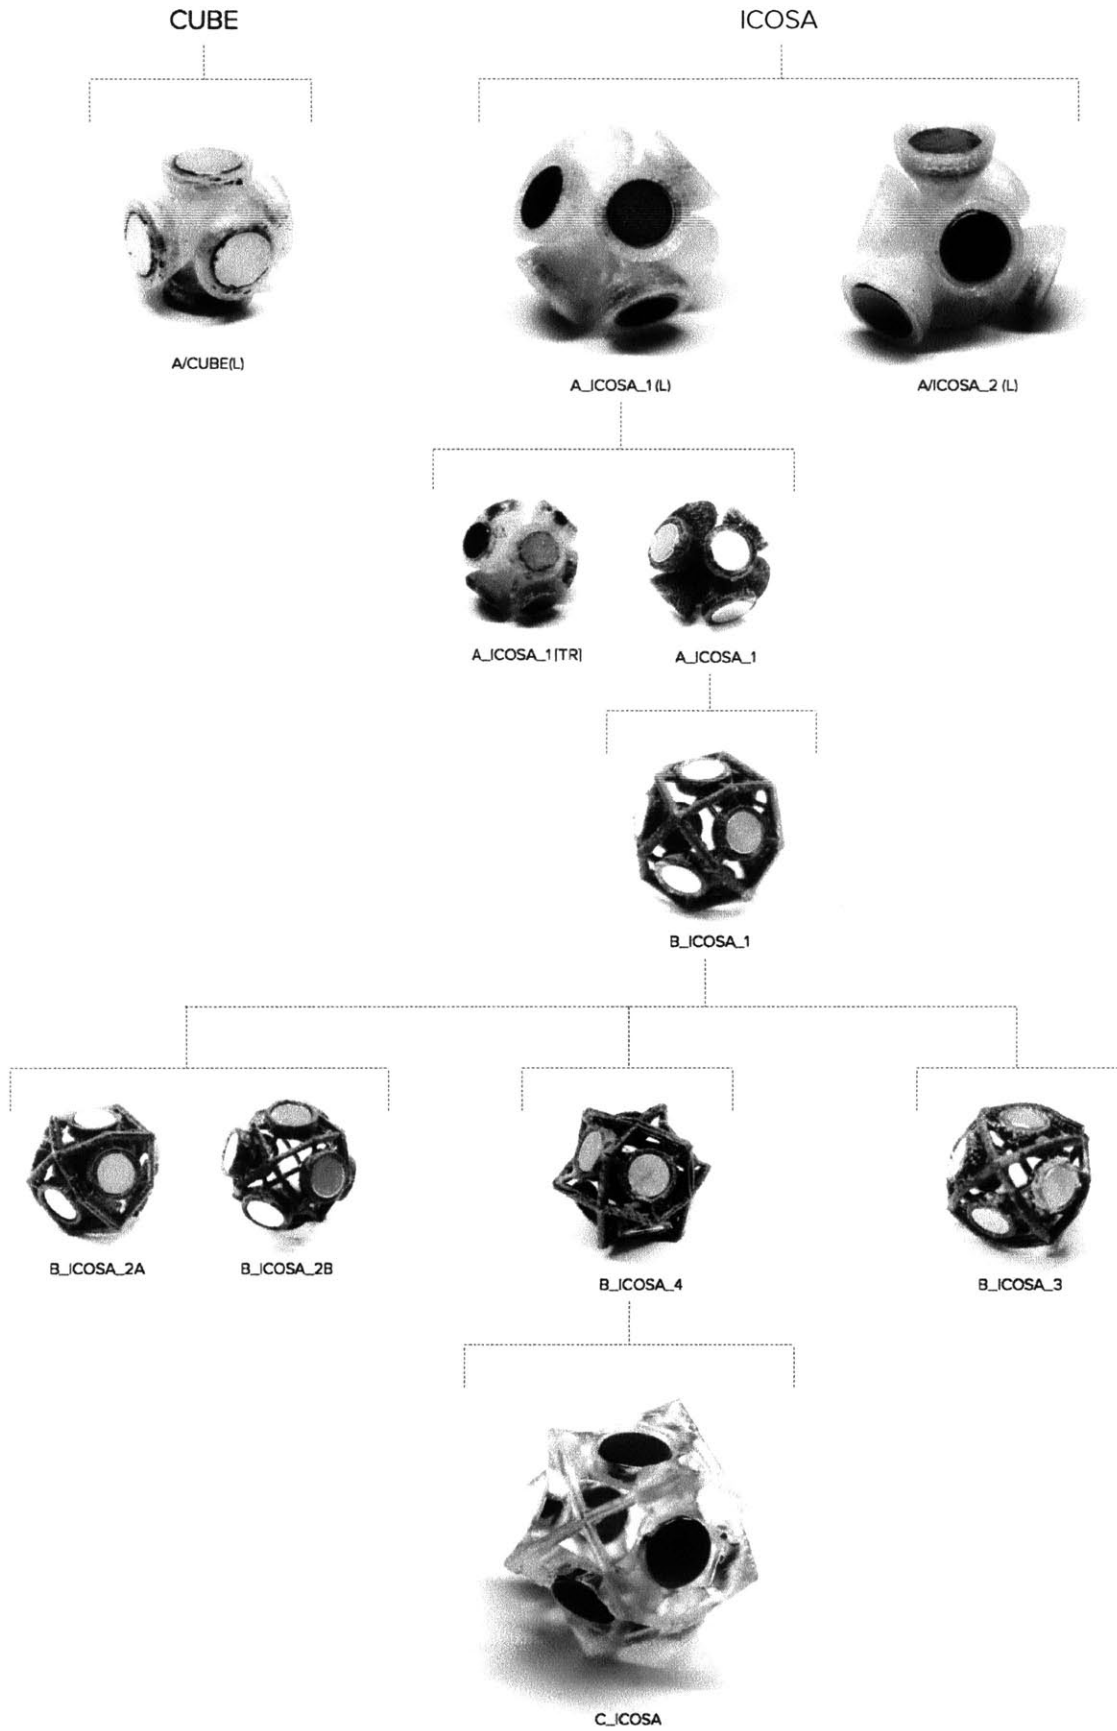 CUBE
ICOSA
A/CUBE(L)
A_ICOSA_1 (L)
A/ICOSA_2 (L)
A_ICOSA_1 [TR]
A_ICOSA_1
B_ICOSA_1
B_ICOSA_2A
B_ICOSA_2B
B_ICOSA_4
B_ICOSA_3
C_ICOSA